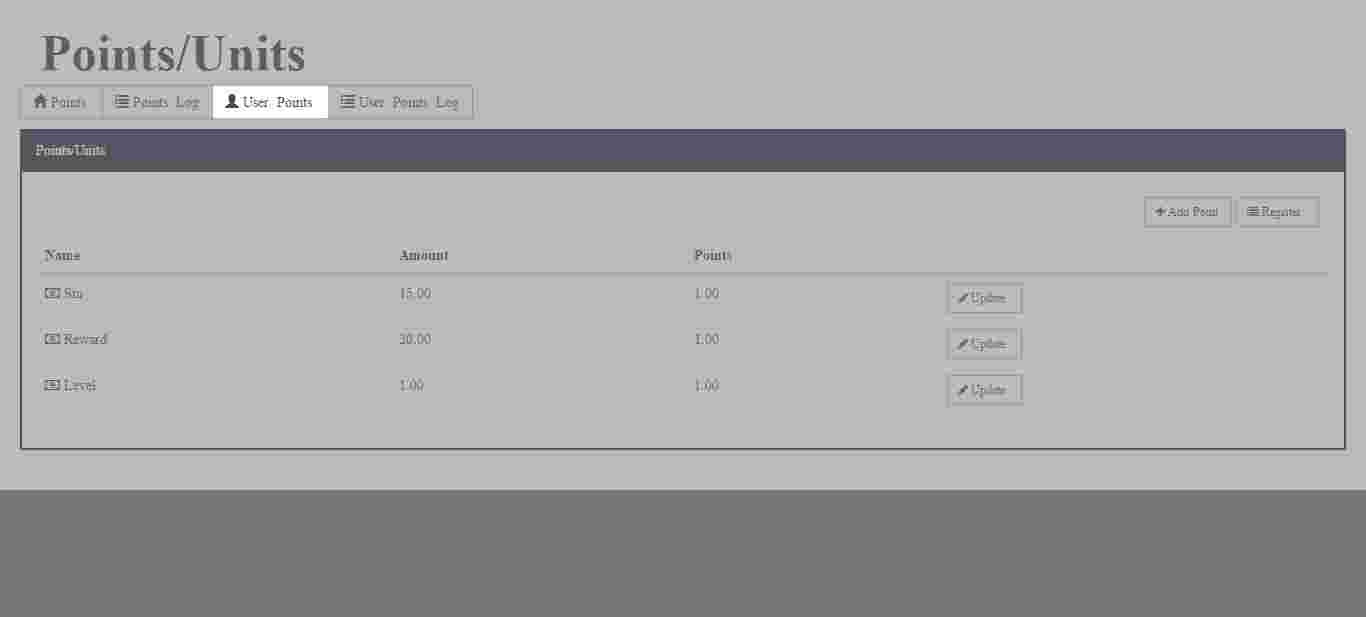 Points/Units
Points Points Log User Points User Points Log
Points/Units
Add Point Register
Name Amount Points
15.00 1.00 Update
Reward 20.00 1.00 Update
Level 1.00 1.00 Update